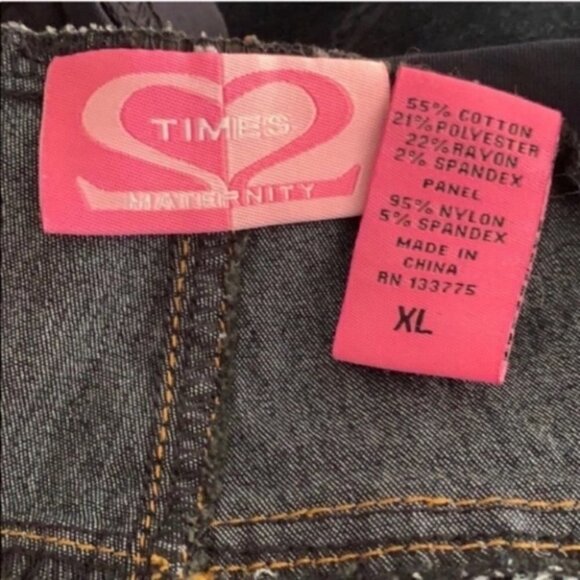 2
TIMES
MATERNITY
55% COTTON
21% POLYESTER
22% RAYON
2% SPANDEX
PANEL
95% NYLON
5% SPANDEX
MADE IN
CHINA
RN 133775
XL